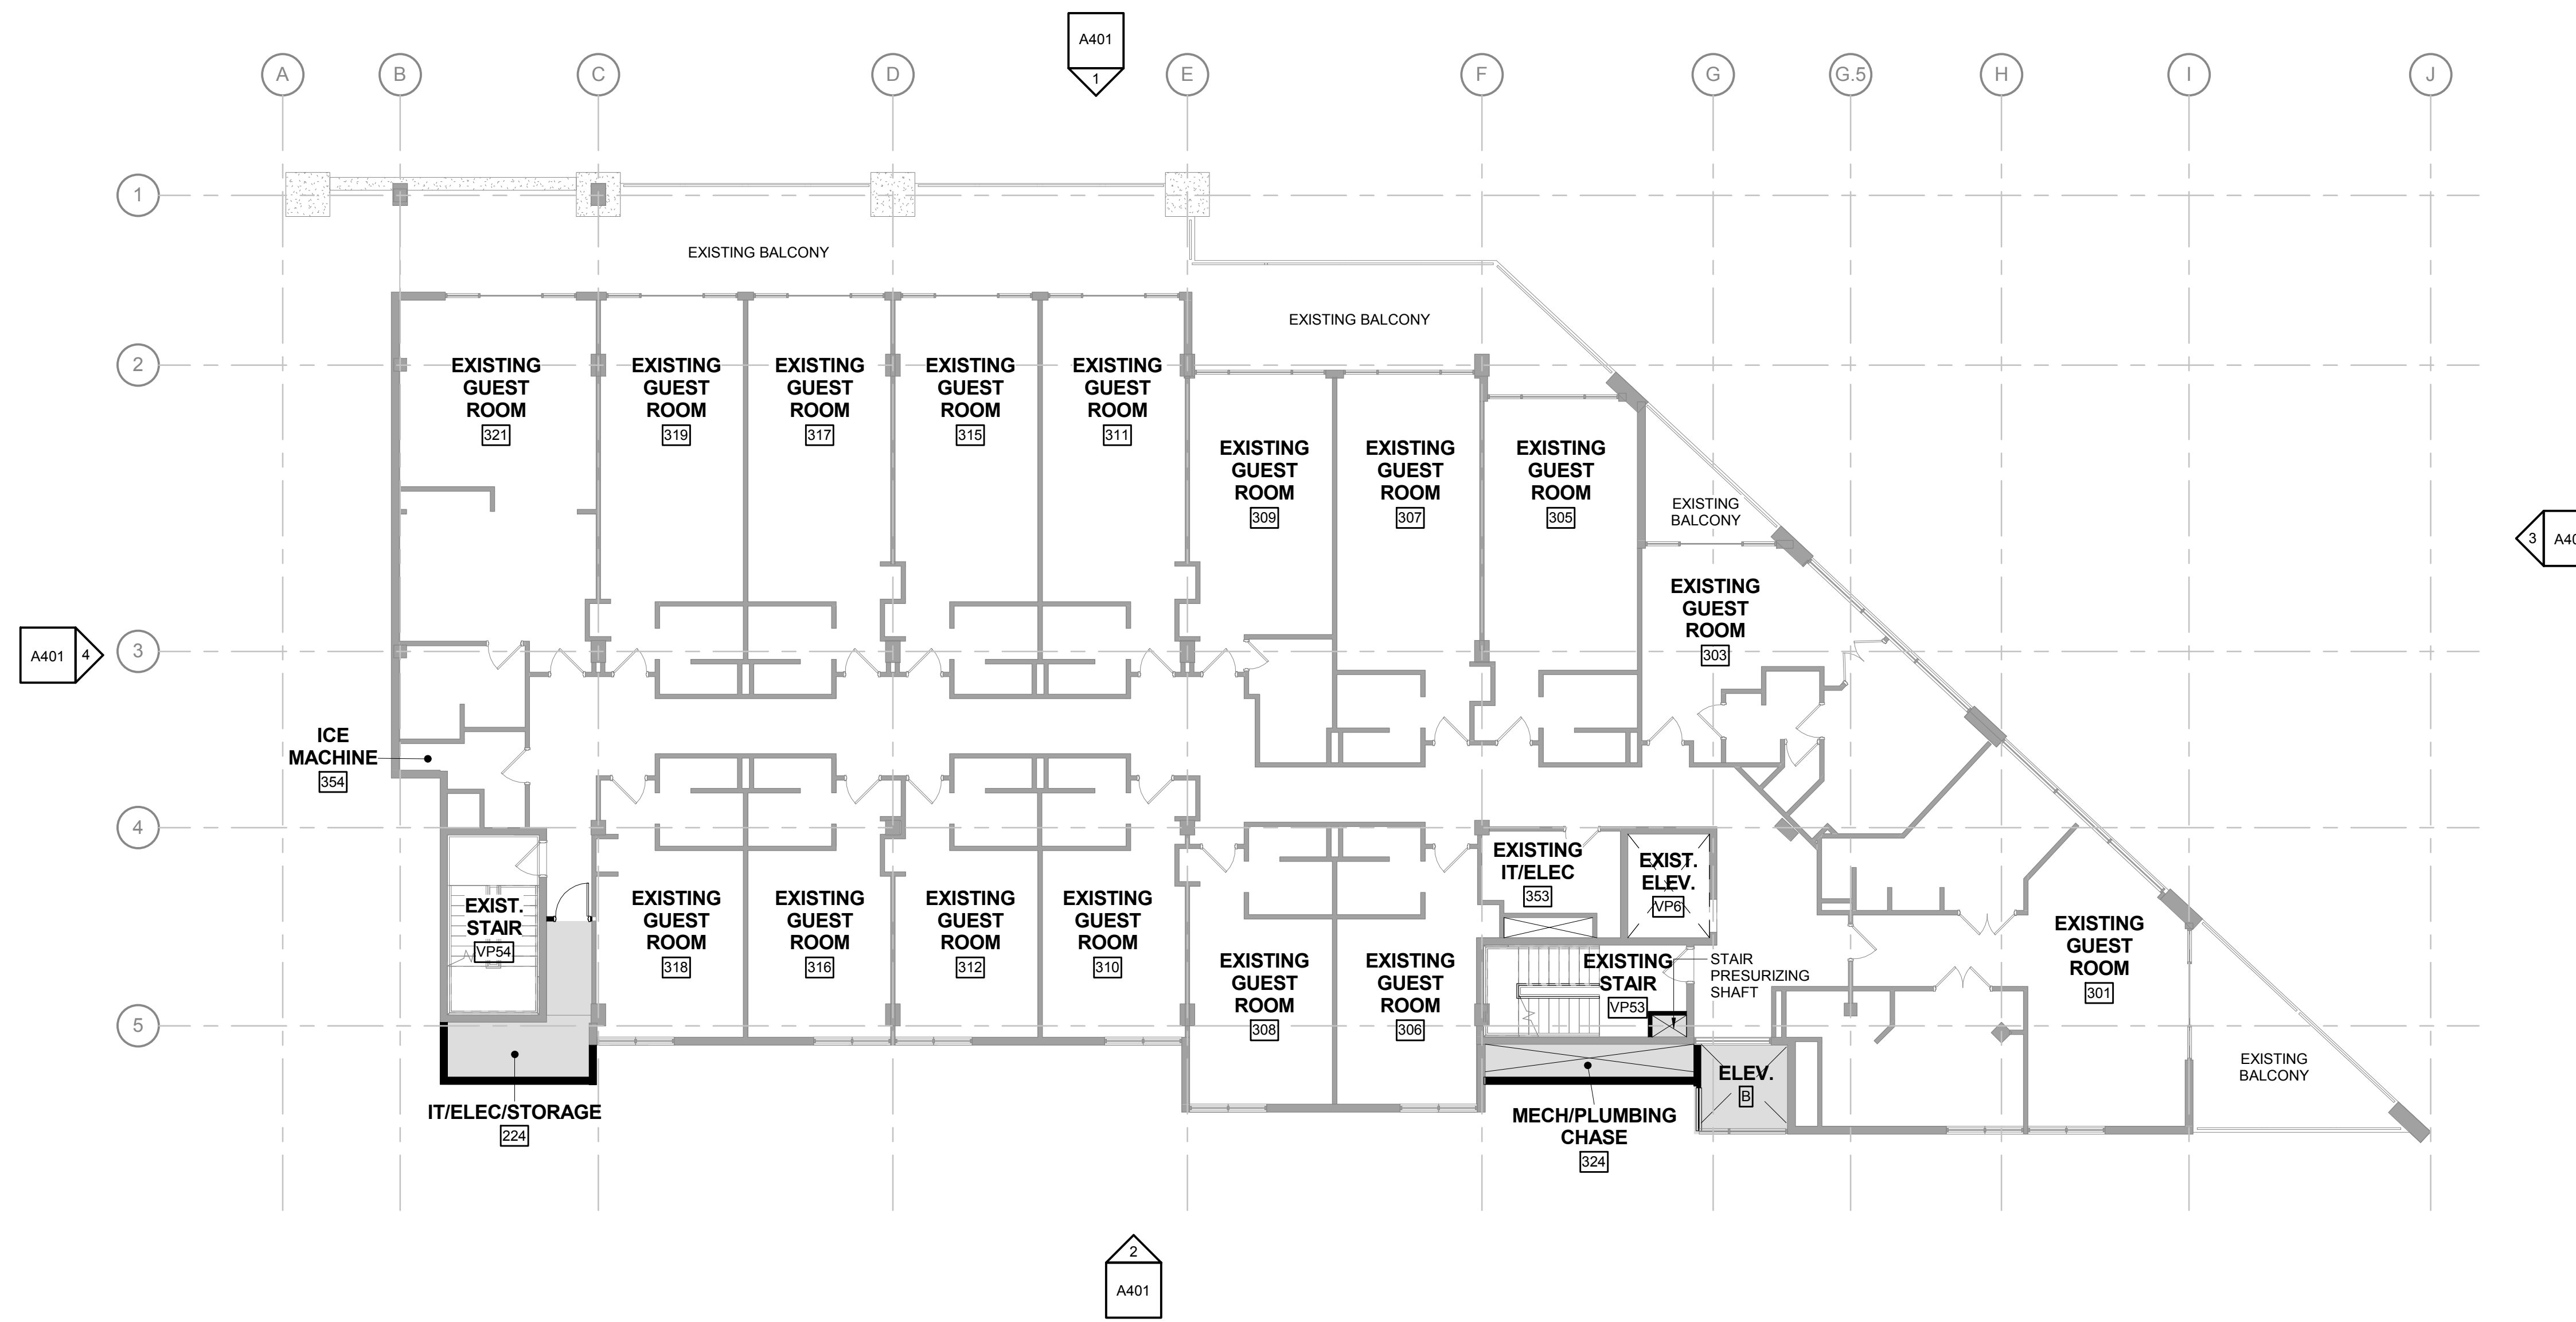 A401
1
A
B
C
D
E
F
G
G.5
H
I
J
1
EXISTING BALCONY
EXISTING BALCONY
2
EXISTING
GUEST
ROOM
321
EXISTING
GUEST
ROOM
319
EXISTING
GUEST
ROOM
317
EXISTING
GUEST
ROOM
315
EXISTING
GUEST
ROOM
311
EXISTING
GUEST
ROOM
309
EXISTING
GUEST
ROOM
307
EXISTING
GUEST
ROOM
305
EXISTING
BALCONY
3
EXISTING
GUEST
ROOM
303
A401
4
3
ICE
MACHINE
354
4
EXIST.
STAIR
VP54
EXISTING
GUEST
ROOM
318
EXISTING
GUEST
ROOM
316
EXISTING
GUEST
ROOM
312
EXISTING
GUEST
ROOM
310
EXISTING
GUEST
ROOM
308
EXISTING
GUEST
ROOM
306
EXISTING
IT/ELEC
353
EXIST.
ELEV.
VP6
EXISTING
STAIR
VP53
STAIR
PRESURIZING
SHAFT
EXISTING
GUEST
ROOM
301
5
EXISTING
BALCONY
ELEV.
B
IT/ELEC/STORAGE
224
MECH/PLUMBING
CHASE
324
2
A401